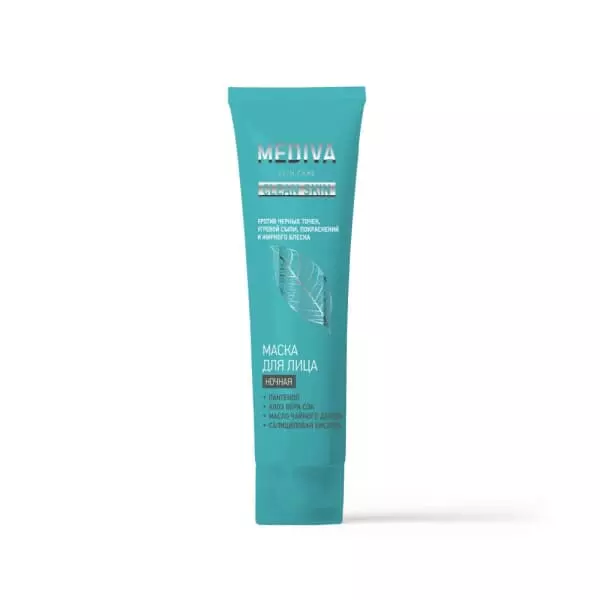 MEDIVA
SKIN CARE
CLEAN SKIN
ПРОТИВ ЧЕРНЫХ ТОЧЕК,
УГРЕВОЙ СЫПИ, ПОКРАСНЕНИЙ
И ЖИРНОГО БЛЕСКА
МАСКА
ДЛЯ ЛИЦА
НОЧНАЯ
• ПАНТЕНОЛ
• АЛОЭ ВЕРА СОК
• МАСЛО ЧАЙНОГО ДЕРЕВА
• САЛИЦИЛОВАЯ КИСЛОТА